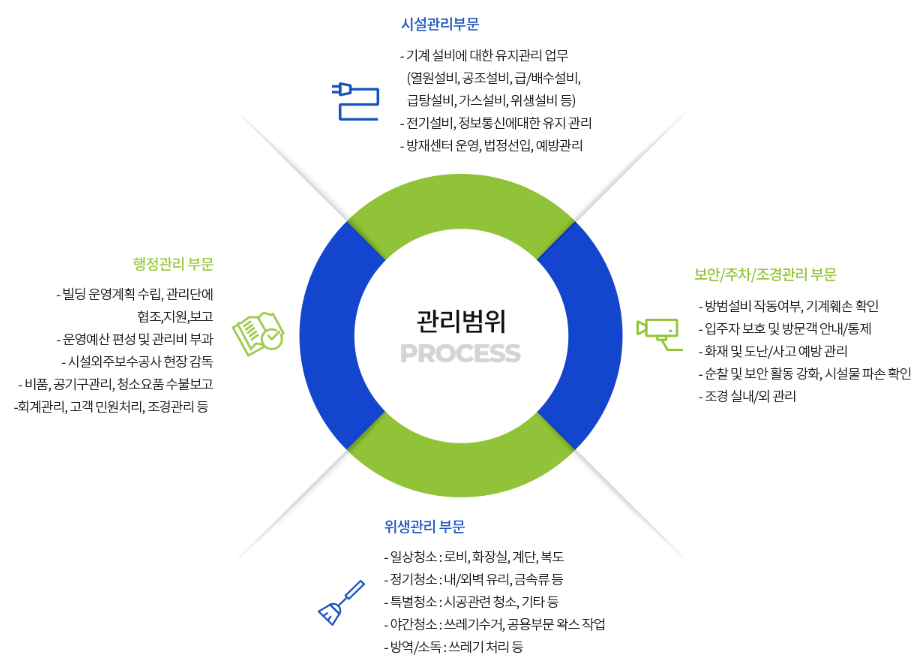 시설관리부문
- 기계 설비에 대한 유지관리 업무
(열원설비, 공조설비, 급/배수설비,
급탕설비, 가스설비, 위생설비 등)
- 전기설비, 정보통신에대한 유지 관리
- 방재센터 운영, 법정선임, 예방관리
행정관리 부문
- 빌딩 운영계획 수립, 관리단에
협조,지원,보고
- 운영예산 편성 및 관리비 부과
- 시설외주보수공사 현장 감독
- 비품, 공기구관리, 청소요품 수불보고
-회계관리, 고객 민원처리, 조경관리 등
관리범위
PROCESS
보안/주차/조경관리 부문
- 방범설비 작동여부, 기계훼손 확인
- 입주자 보호 및 방문객 안내/통제
- 화재 및 도난/사고 예방 관리
- 순찰 및 보안 활동 강화, 시설물 파손 확인
- 조경 실내/외 관리
위생관리 부문
- 일상청소 : 로비, 화장실, 계단, 복도
- 정기청소 : 내/외벽 유리, 금속류 등
- 특별청소 : 시공관련 청소, 기타 등
- 야간청소 : 쓰레기수거, 공용부문 왁스 작업
- 방역/소독 : 쓰레기 처리 등